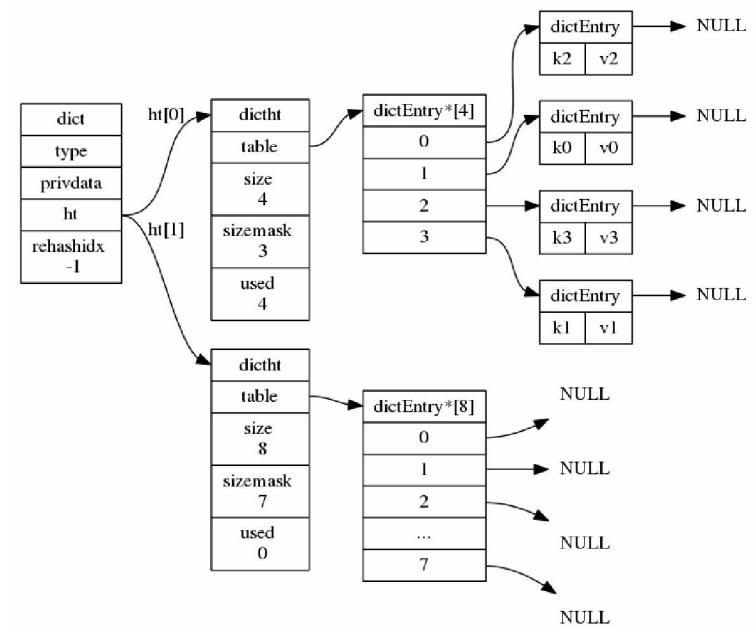 dict
type
privdata
ht
rehashidx
-1
ht[0]
ht[1]
dictht
table
size
4
sizemask
3
used
4
dictEntry*[4]
0
1
2
3
dictEntry
k2 v2
NULL
dictEntry
k0 v0
NULL
dictEntry
k3 v3
NULL
dictEntry
k1 v1
NULL
dictht
table
size
8
sizemask
7
used
0
dictEntry*[8]
0
1
2
...
7
NULL
NULL
NULL
NULL